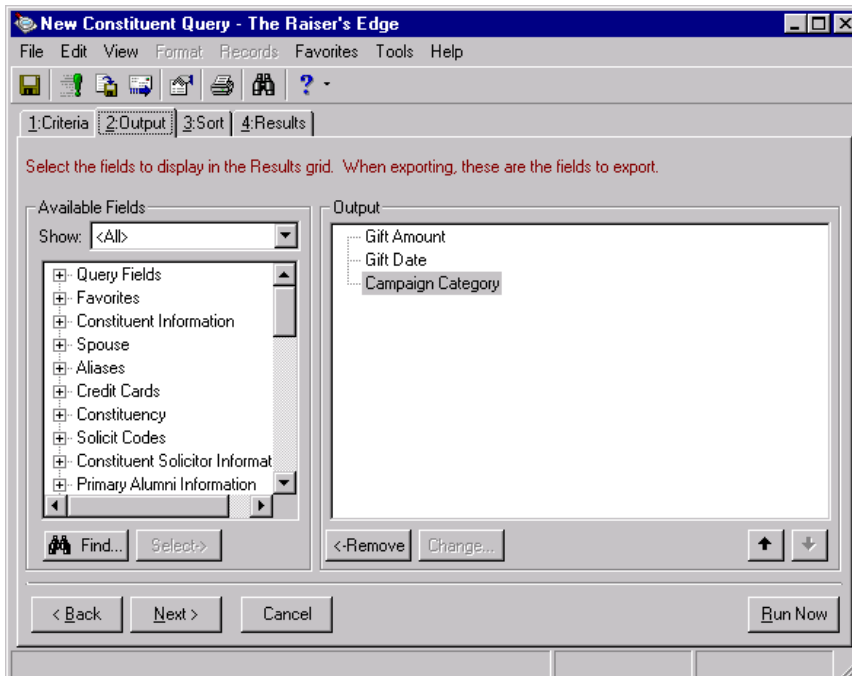 New Constituent Query - The Raiser's Edge
File Edit View Format Records Favorites Tools Help
1:Criteria 2:Output 3:Sort 4:Results
Select the fields to display in the Results grid. When exporting, these are the fields to export.
Available Fields
Show: <All>
Query Fields
Favorites
Constituent Information
Spouse
Aliases
Credit Cards
Constituency
Solicit Codes
Constituent Solicitor Informat
Primary Alumni Information
Find... Select->
Output
Gift Amount
Gift Date
Campaign Category
<-Remove Change...
< Back Next > Cancel Run Now